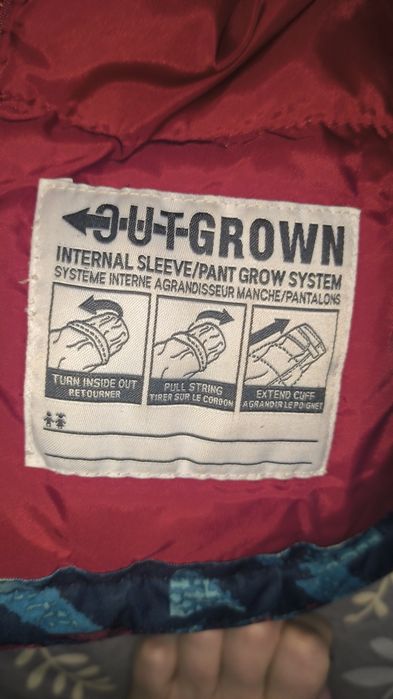 OUTGROWN
INTERNAL SLEEVE/PANT GROW SYSTEM
SYSTÈME INTERNE AGRANDISSEUR MANCHE/PANTALONS
TURN INSIDE OUT
RETOURNER
PULL STRING
TIRER SUR LE CORDON
EXTEND CUFF
AGRANDIR LE POIGNET